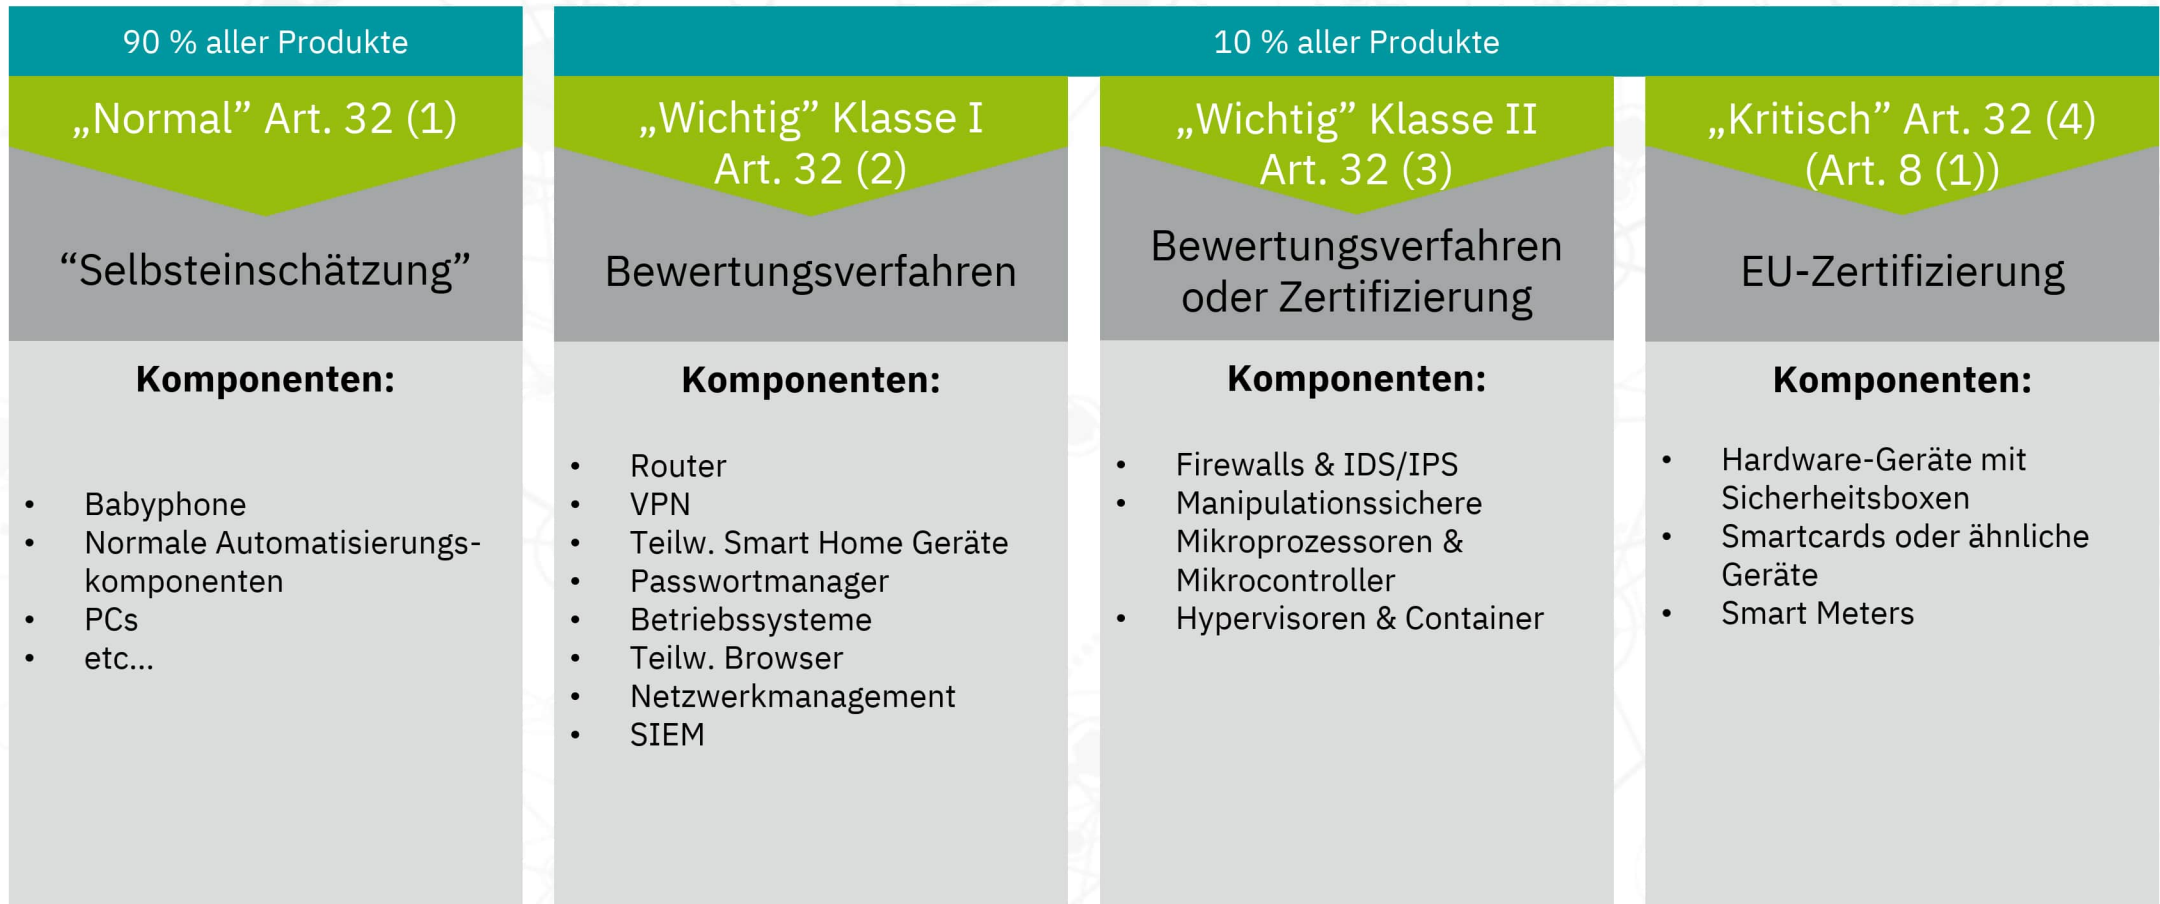 90 % aller Produkte
10 % aller Produkte
„Normal” Art. 32 (1)
“Selbsteinschätzung”
Komponenten:
• Babyphone
• Normale Automatisierungs-
komponenten
• PCs
• etc...
„Wichtig” Klasse I
Art. 32 (2)
Bewertungsverfahren
Komponenten:
• Router
• VPN
• Teilw. Smart Home Geräte
• Passwortmanager
• Betriebssysteme
• Teilw. Browser
• Netzwerkmanagement
• SIEM
„Wichtig” Klasse II
Art. 32 (3)
Bewertungsverfahren
oder Zertifizierung
Komponenten:
• Firewalls & IDS/IPS
• Manipulationssichere
Mikroprozessoren &
Mikrocontroller
• Hypervisoren & Container
„Kritisch” Art. 32 (4)
(Art. 8 (1))
EU-Zertifizierung
Komponenten:
• Hardware-Geräte mit
Sicherheitsboxen
• Smartcards oder ähnliche
Geräte
• Smart Meters